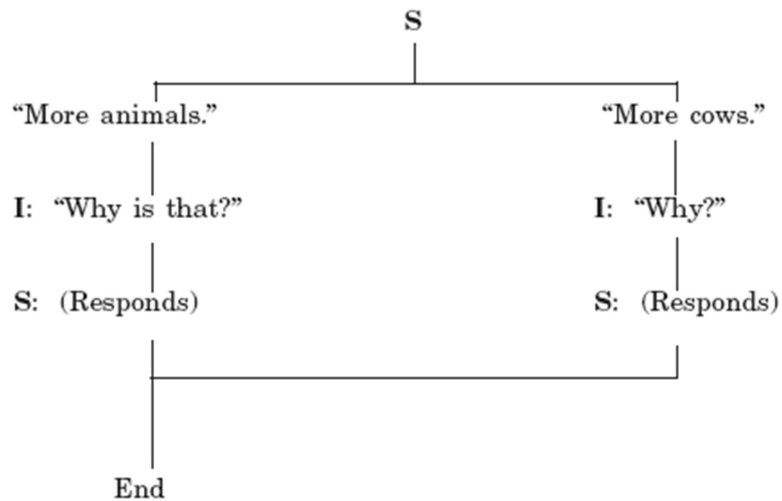 S
“More animals.” “More cows.”
I: “Why is that?” I: “Why?”
S: (Responds) S: (Responds)
End